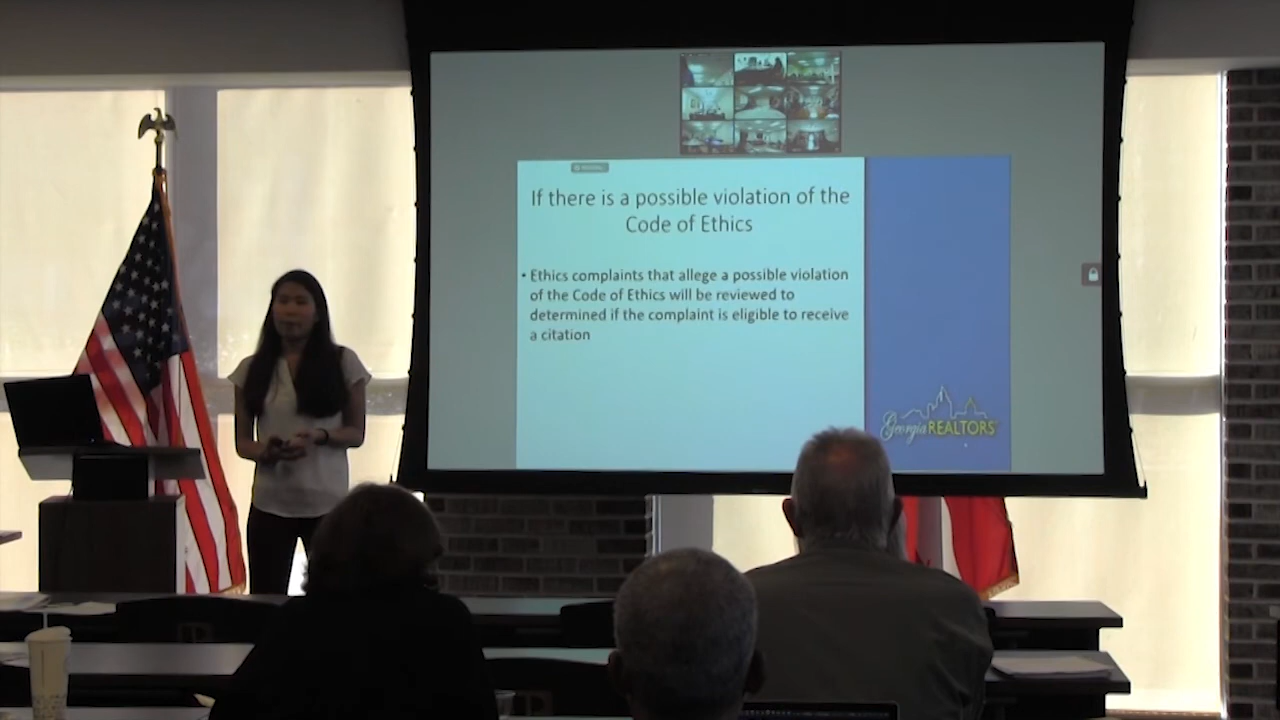 If there is a possible violation of the
Code of Ethics
• Ethics complaints that allege a possible violation
of the Code of Ethics will be reviewed to
determined if the complaint is eligible to receive
a citation
Georgia REALTORS